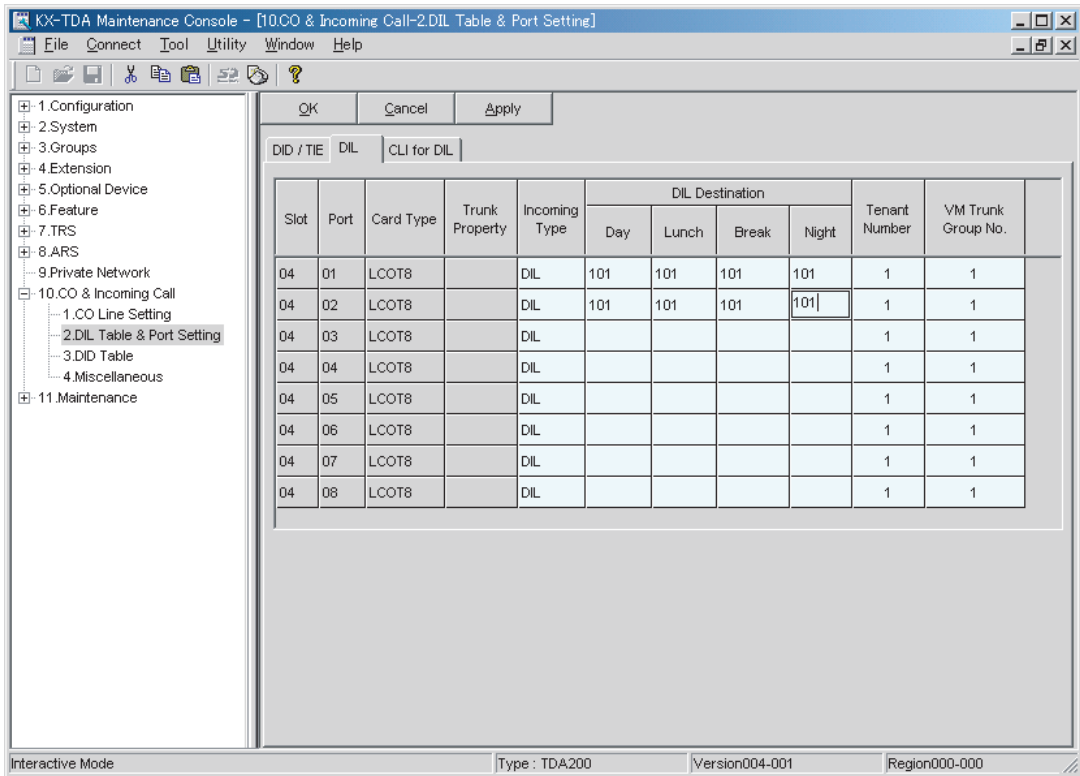 KX-TDA Maintenance Console - [10.CO & Incoming Call-2.DIL Table & Port Setting]
File Connect Tool Utility Window Help
1.Configuration
2.System
3.Groups
4.Extension
5.Optional Device
6.Feature
7.TRS
8.ARS
9.Private Network
10.CO & Incoming Call
1.CO Line Setting
2.DIL Table & Port Setting
3.DID Table
4.Miscellaneous
11.Maintenance
OK Cancel Apply
DID / TIE DIL CLI for DIL
Slot Port Card Type Trunk Property Incoming Type DIL Destination Tenant Number VM Trunk Group No.
Day Lunch Break Night
04 01 LCOT8 DIL 101 101 101 101 1 1
04 02 LCOT8 DIL 101 101 101 101 1 1
04 03 LCOT8 DIL 1 1
04 04 LCOT8 DIL 1 1
04 05 LCOT8 DIL 1 1
04 06 LCOT8 DIL 1 1
04 07 LCOT8 DIL 1 1
04 08 LCOT8 DIL 1 1
Interactive Mode Type : TDA200 Version004-001 Region000-000